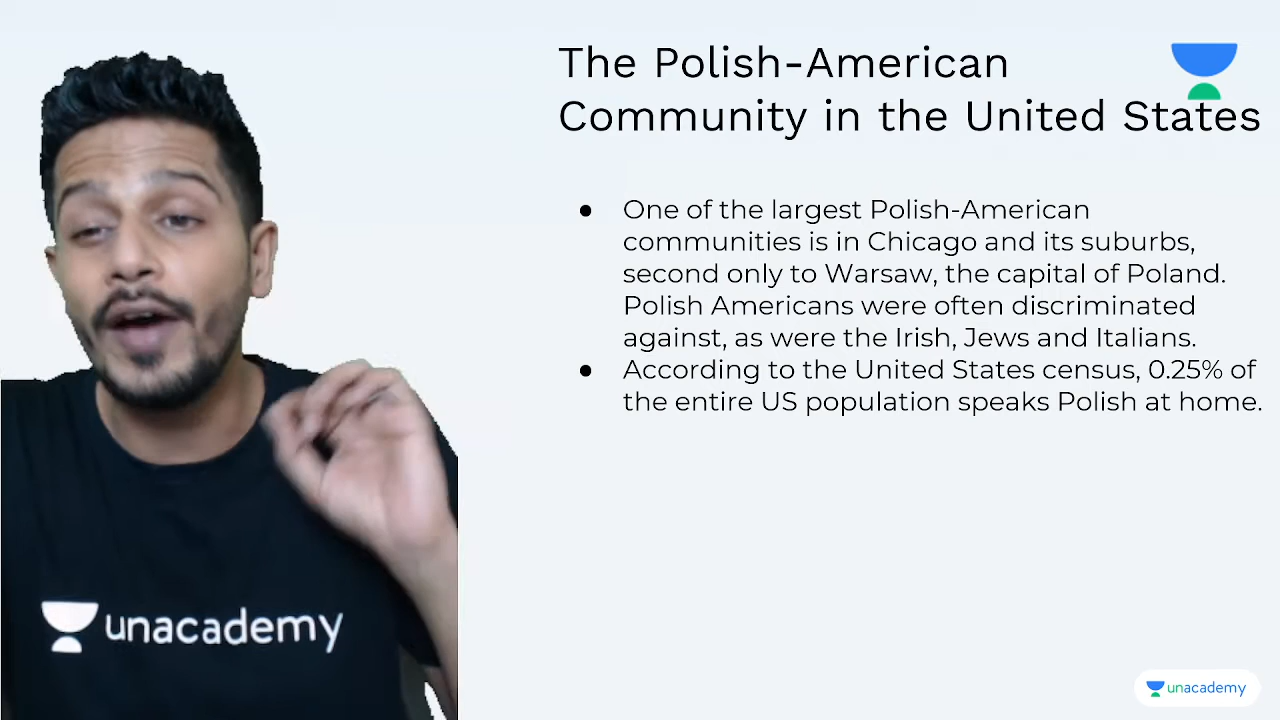 The Polish-American
Community in the United States
● One of the largest Polish-American
communities is in Chicago and its suburbs,
second only to Warsaw, the capital of Poland.
Polish Americans were often discriminated
against, as were the Irish, Jews and Italians.
● According to the United States census, 0.25% of
the entire US population speaks Polish at home.
unacademy
unacademy